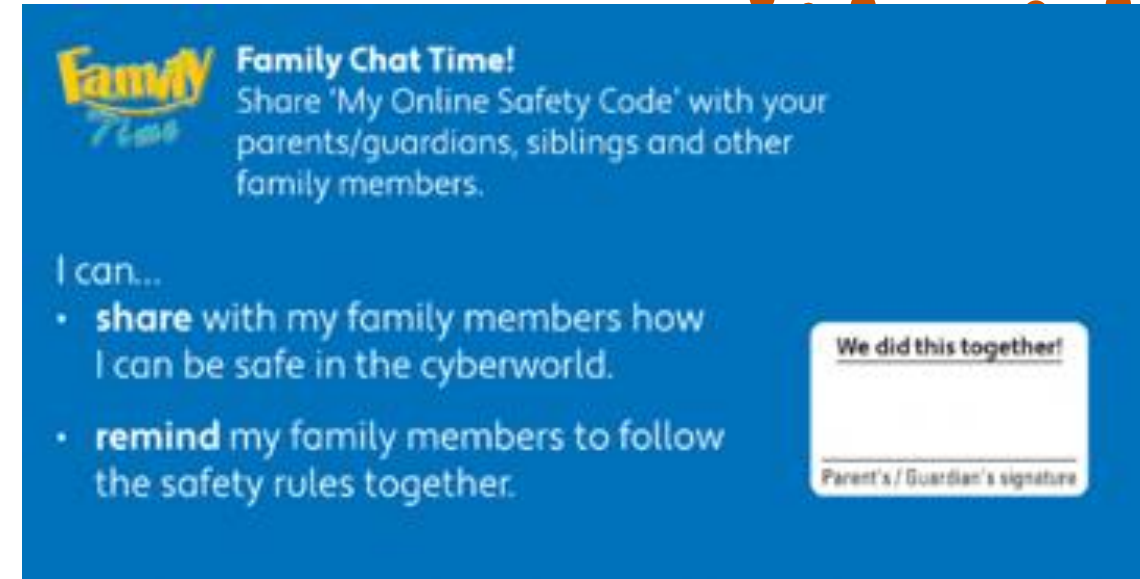 Family
Time
Family Chat Time!
Share 'My Online Safety Code' with your
parents/guardians, siblings and other
family members.
I can...
• share with my family members how
I can be safe in the cyberworld.
• remind my family members to follow
the safety rules together.
We did this together!
Parent's / Guardian's signature